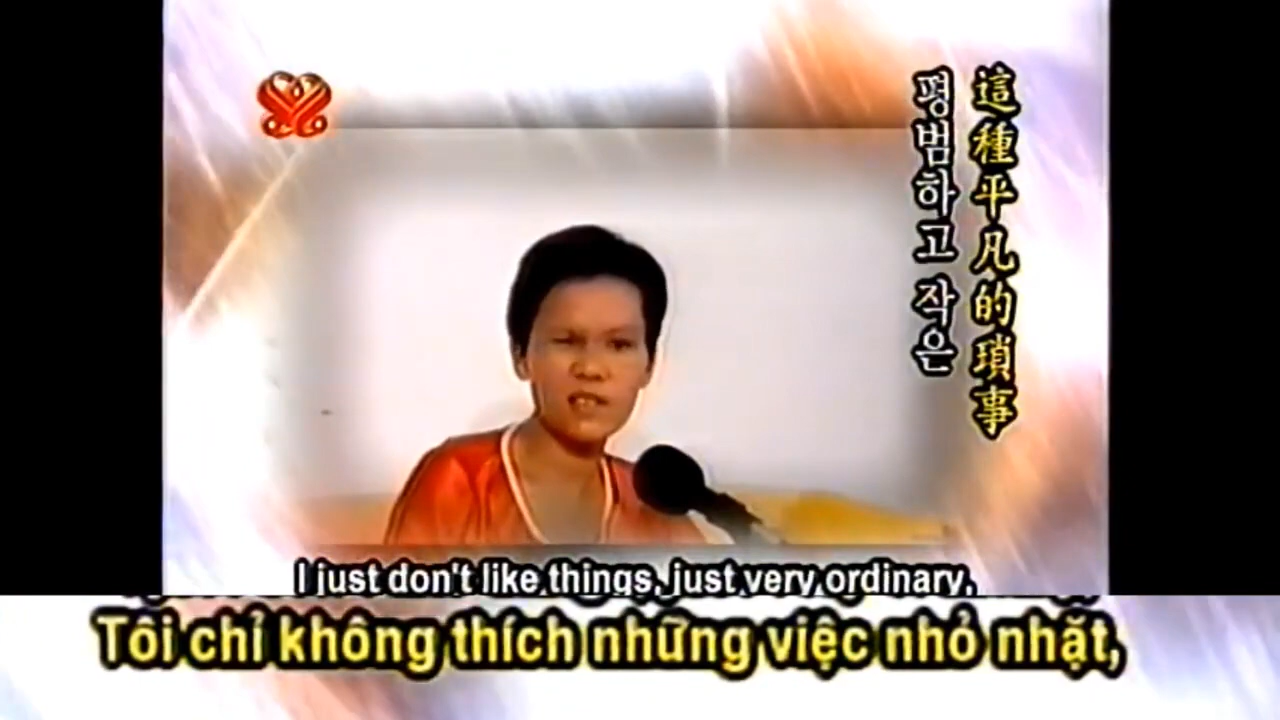 這種平凡的瑣事
평범하고 작은
I just don't like things, just very ordinary,
Tôi chỉ không thích những việc nhỏ nhặt,